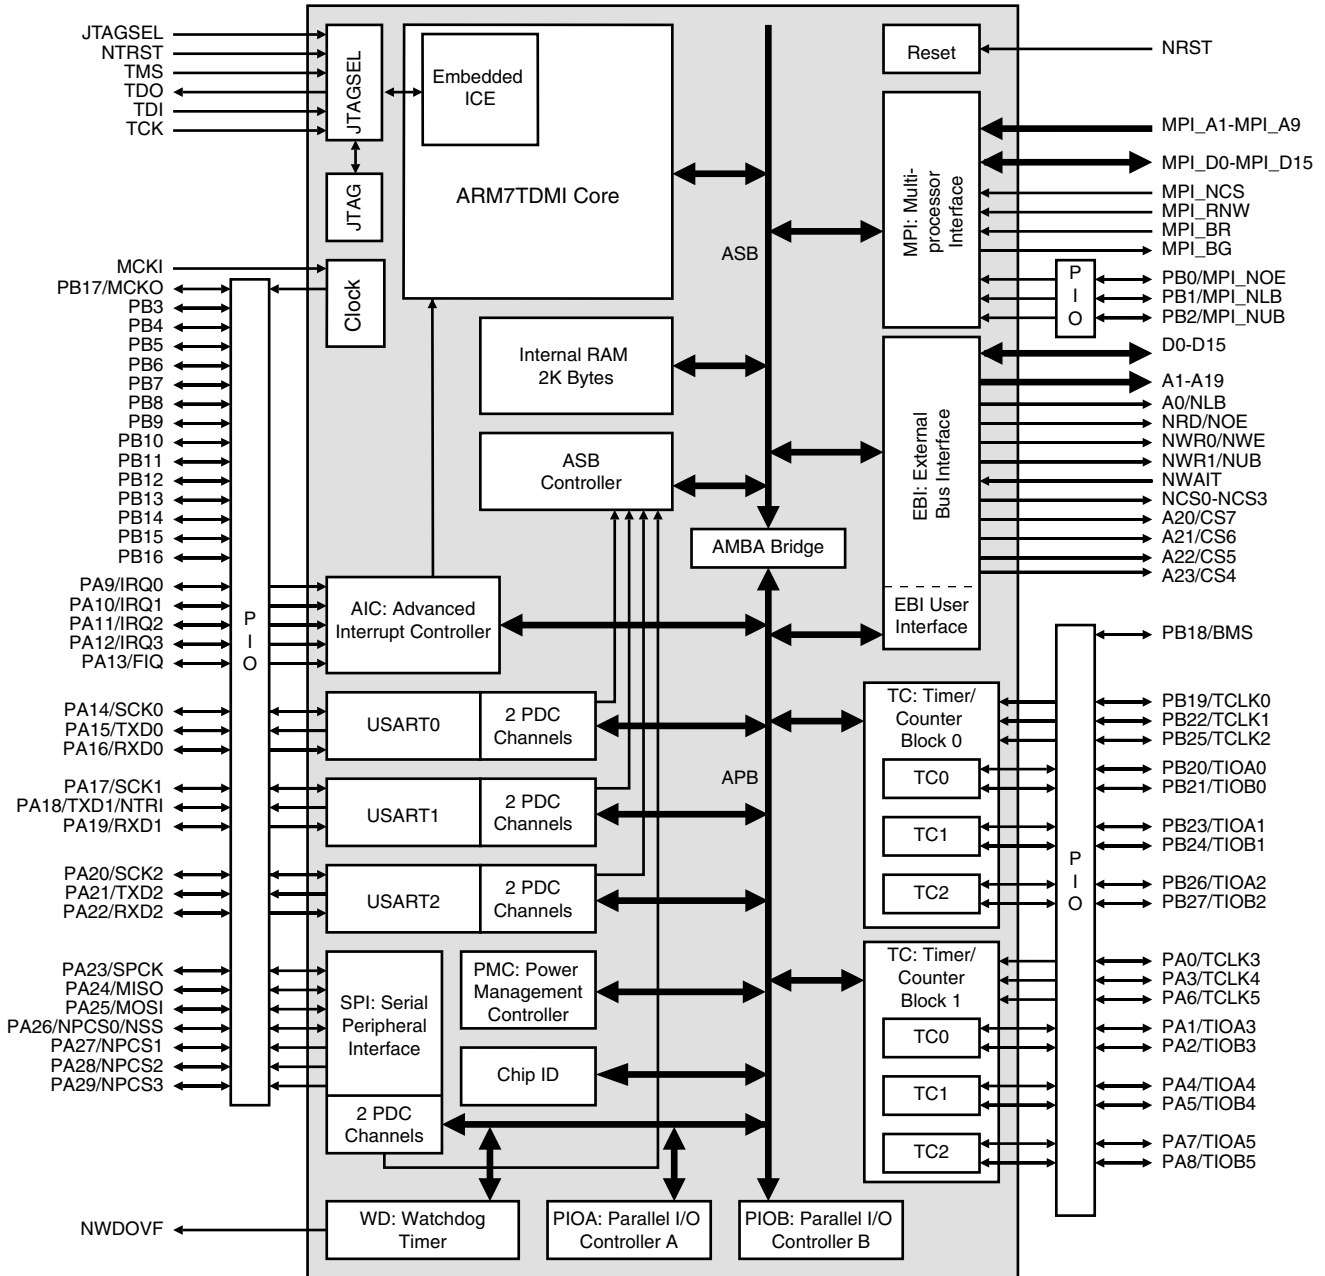 JTAGSEL
NTRST
TMS
TDO
TDI
TCK
JTAGSEL
Embedded
ICE
ARM7TDMI Core
JTAG
Reset
NRST
MPI: Multi-
processor
Interface
MPI_A1-MPI_A9
MPI_D0-MPI_D15
MPI_NCS
MPI_RNW
MPI_BR
MPI_BG
P
I
O
PB0/MPI_NOE
PB1/MPI_NLB
PB2/MPI_NUB
ASB
MCKI
PB17/MCKO
Clock
PB3
PB4
PB5
PB6
PB7
PB8
PB9
PB10
PB11
PB12
PB13
PB14
PB15
PB16
Internal RAM
2K Bytes
ASB
Controller
AMBA Bridge
EBI: External
Bus Interface
EBI User
Interface
D0-D15
A1-A19
A0/NLB
NRD/NOE
NWR0/NWE
NWR1/NUB
NWAIT
NCS0-NCS3
A20/CS7
A21/CS6
A22/CS5
A23/CS4
PA9/IRQ0
PA10/IRQ1
PA11/IRQ2
PA12/IRQ3
PA13/FIQ
P
I
O
AIC: Advanced
Interrupt Controller
PB18/BMS
PA14/SCK0
PA15/TXD0
PA16/RXD0
USART0
2 PDC
Channels
PA17/SCK1
PA18/TXD1/NTRI
PA19/RXD1
USART1
2 PDC
Channels
APB
PA20/SCK2
PA21/TXD2
PA22/RXD2
USART2
2 PDC
Channels
TC: Timer/
Counter
Block 0
TC0
TC1
TC2
P
I
O
PB19/TCLK0
PB22/TCLK1
PB25/TCLK2
PB20/TIOA0
PB21/TIOB0
PB23/TIOA1
PB24/TIOB1
PB26/TIOA2
PB27/TIOB2
PA23/SPCK
PA24/MISO
PA25/MOSI
PA26/NPCS0/NSS
PA27/NPCS1
PA28/NPCS2
PA29/NPCS3
SPI: Serial
Peripheral
Interface
2 PDC
Channels
PMC: Power
Management
Controller
Chip ID
TC: Timer/
Counter
Block 1
TC0
TC1
TC2
PA0/TCLK3
PA3/TCLK4
PA6/TCLK5
PA1/TIOA3
PA2/TIOB3
PA4/TIOA4
PA5/TIOB4
PA7/TIOA5
PA8/TIOB5
NWDOVF
WD: Watchdog
Timer
PIOA: Parallel I/O
Controller A
PIOB: Parallel I/O
Controller B